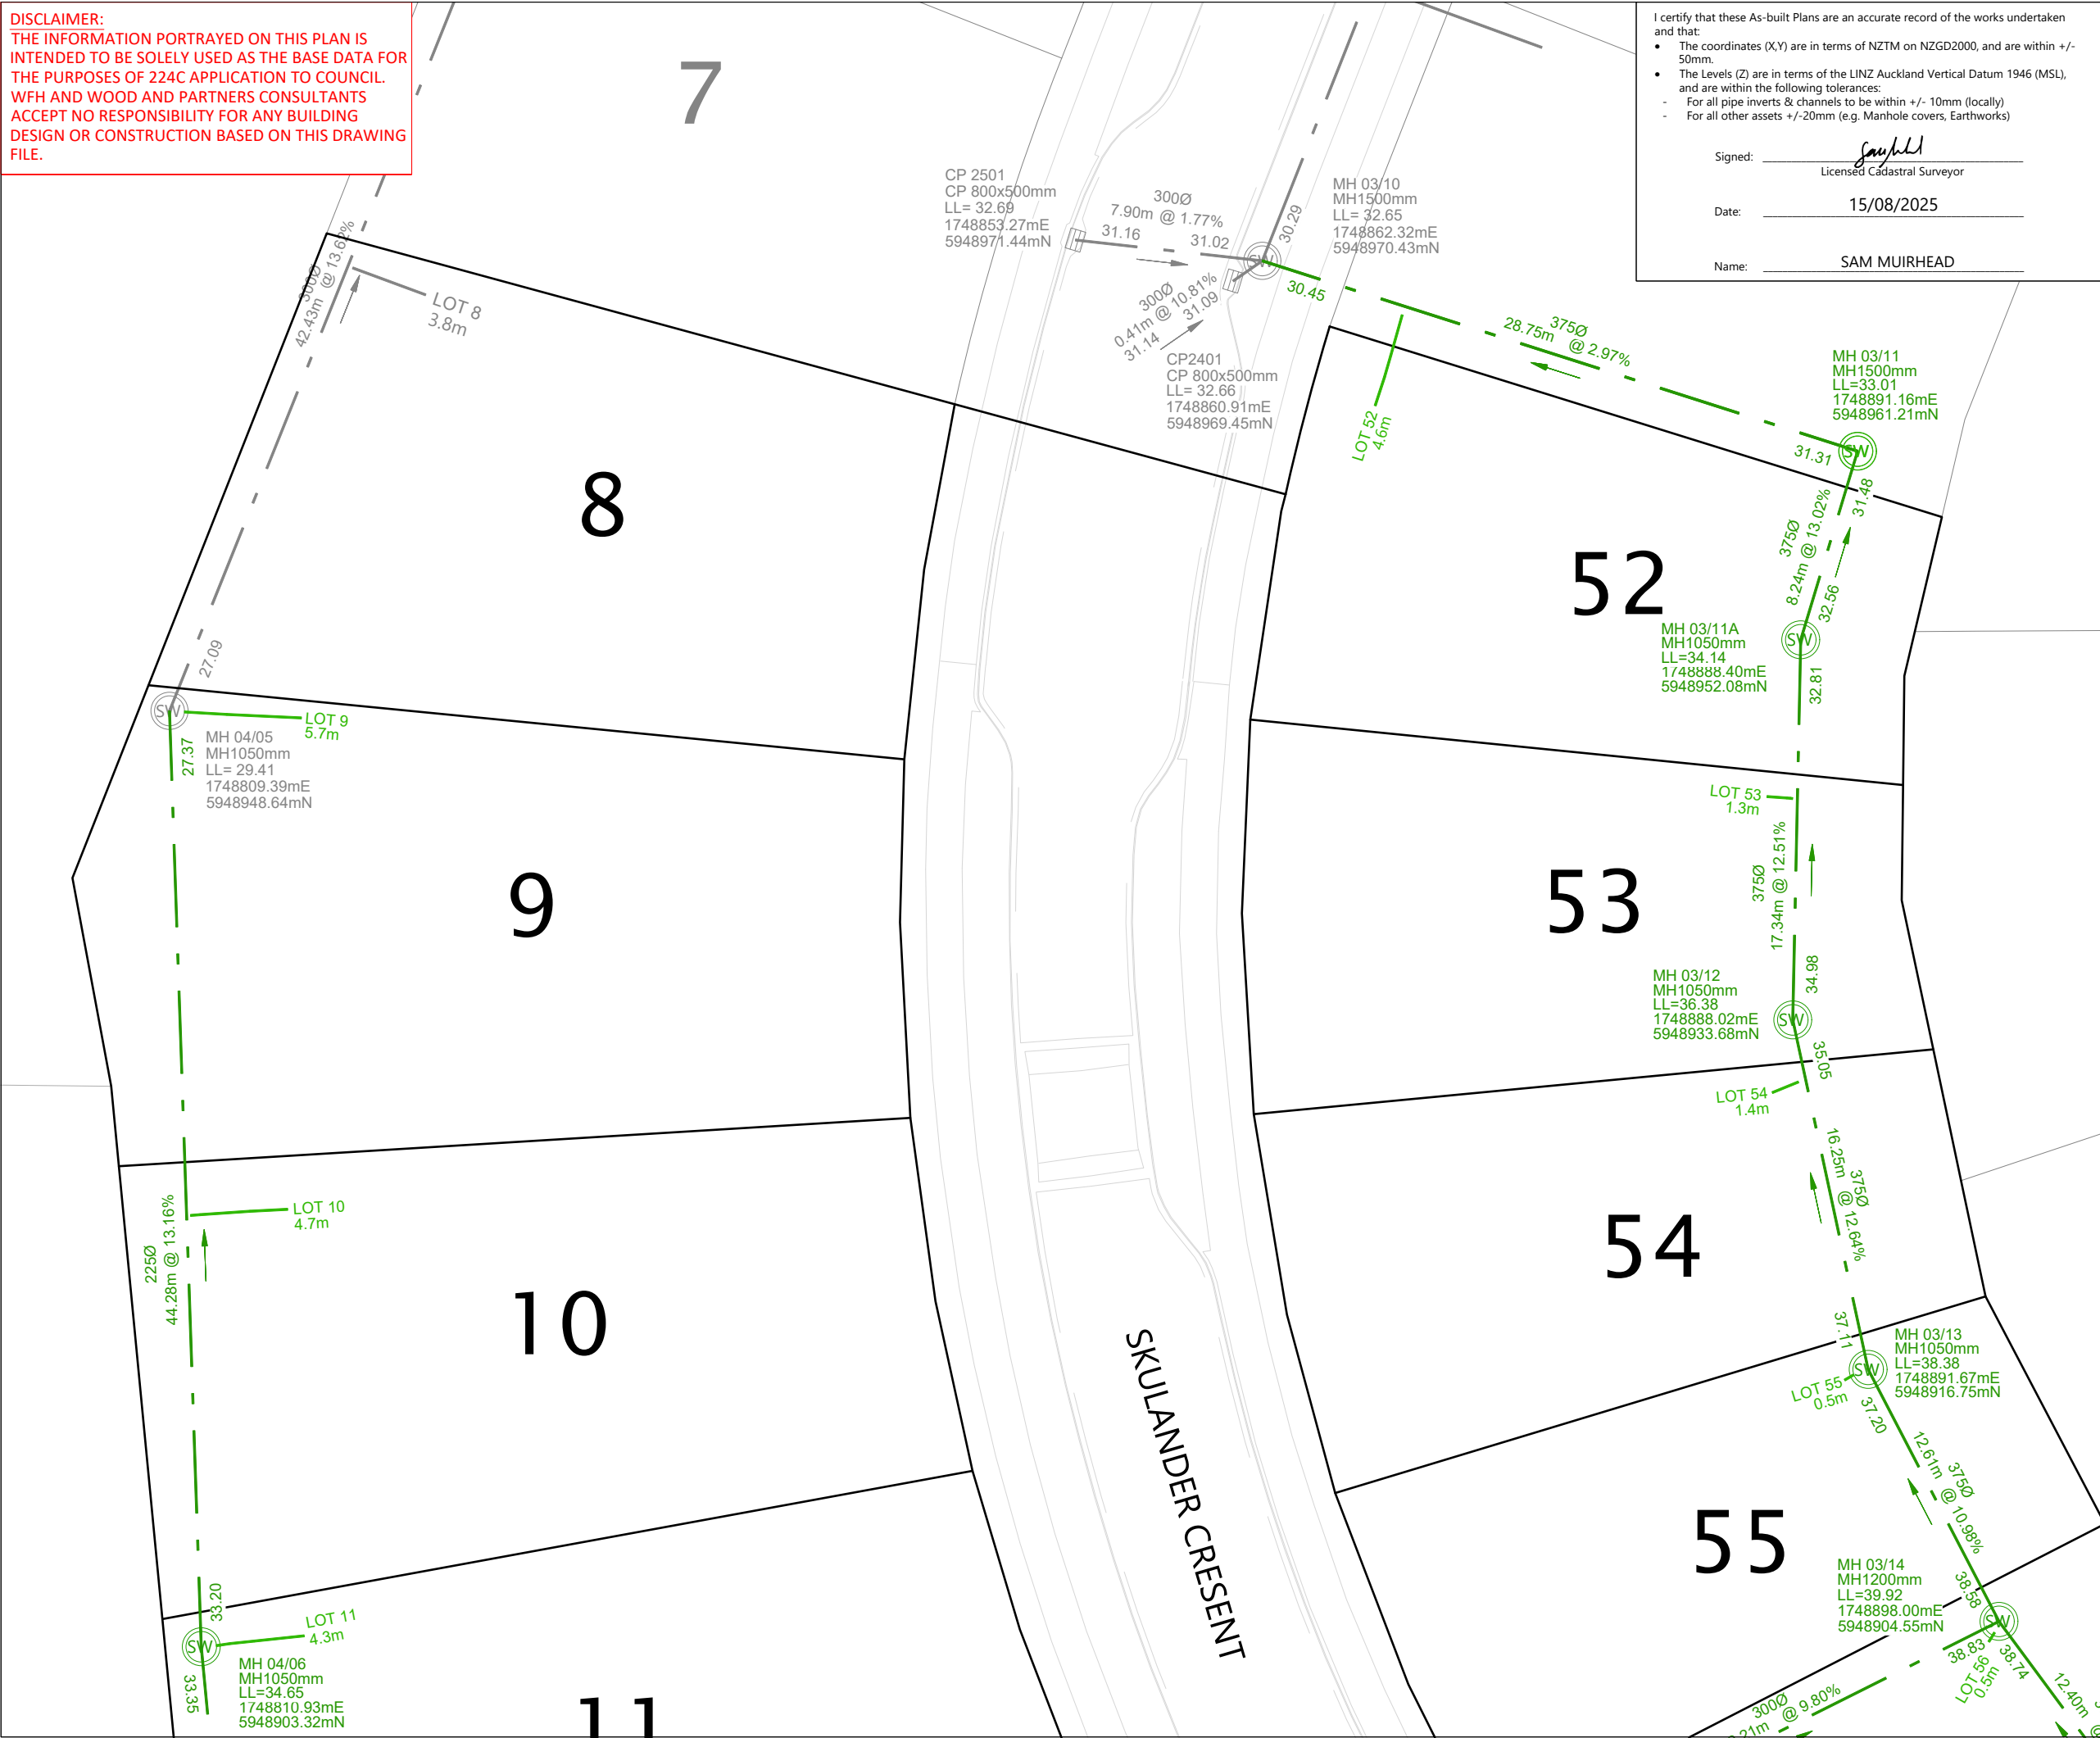 DISCLAIMER:
THE INFORMATION PORTRAYED ON THIS PLAN IS
INTENDED TO BE SOLELY USED AS THE BASE DATA FOR
THE PURPOSES OF 224C APPLICATION TO COUNCIL.
WFH AND WOOD AND PARTNERS CONSULTANTS
ACCEPT NO RESPONSIBILITY FOR ANY BUILDING
DESIGN OR CONSTRUCTION BASED ON THIS DRAWING
FILE.
I certify that these As-built Plans are an accurate record of the works undertaken
and that:
• The coordinates (X,Y) are in terms of NZTM on NZGD2000, and are within +/-
50mm.
• The Levels (Z) are in terms of the LINZ Auckland Vertical Datum 1946 (MSL),
and are within the following tolerances:
- For all pipe inverts & channels to be within +/- 10mm (locally)
- For all other assets +/-20mm (e.g. Manhole covers, Earthworks)
Signed:
Licensed Cadastral Surveyor
Date: 15/08/2025
Name: SAM MUIRHEAD
7
CP 2501
CP 800x500mm
LL= 32.69
1748853.27mE
5948971.44mN
300Ø
7.90m @ 1.77%
31.16
31.02
30.29
SW
MH 03/10
MH1500mm
LL= 32.65
1748862.32mE
5948970.43mN
300Ø
0.41m @ 10.81%
31.14
31.09
CP2401
CP 800x500mm
LL= 32.66
1748860.91mE
5948969.45mN
30.45
375Ø
28.75m @ 2.97%
LOT 52
4.6m
MH 03/11
MH1500mm
LL=33.01
1748891.16mE
5948961.21mN
SW
31.31
31.48
300Ø
42.43m @ 13.62%
LOT 8
3.8m
8
27.09
375Ø
8.24m @ 13.02%
32.56
52
MH 03/11A
MH1050mm
LL=34.14
1748888.40mE
5948952.08mN
SW
32.81
SW
LOT 9
5.7m
27.37
MH 04/05
MH1050mm
LL= 29.41
1748809.39mE
5948948.64mN
LOT 53
1.3m
375Ø
17.34m @ 12.51%
9
53
34.98
MH 03/12
MH1050mm
LL=36.38
1748888.02mE
5948933.68mN
SW
35.05
LOT 54
1.4m
375Ø
16.25m @ 12.64%
LOT 10
4.7m
225Ø
44.28m @ 13.16%
54
10
37.11
MH 03/13
MH1050mm
LL=38.38
1748891.67mE
5948916.75mN
SW
LOT 55
0.5m
37.20
SKULANDER CRESENT
375Ø
12.61m @ 10.98%
55
38.58
MH 03/14
MH1200mm
LL=39.92
1748898.00mE
5948904.55mN
SW
33.20
LOT 11
4.3m
SW
MH 04/06
MH1050mm
LL=34.65
1748810.93mE
5948903.32mN
33.35
11
38.83
38.74
LOT 56
0.5m
12.40m
300Ø
@ 9.80%